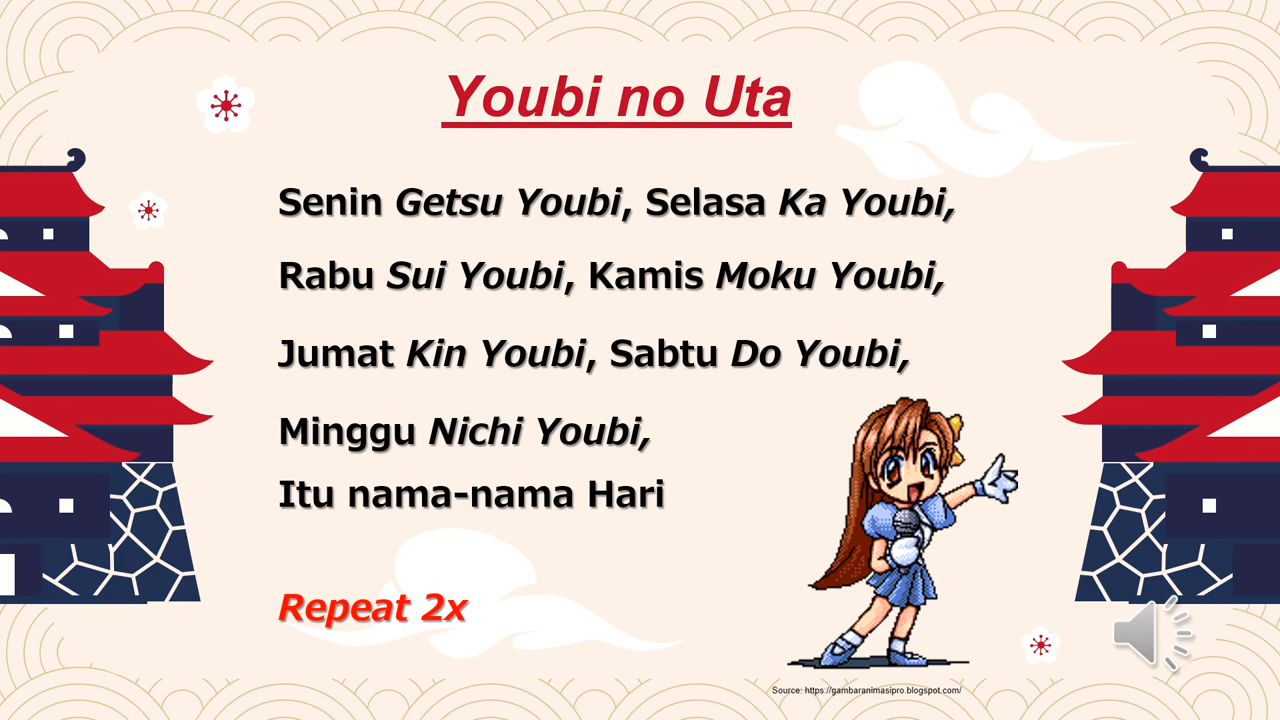 Youbi no Uta
Senin Getsu Youbi, Selasa Ka Youbi,
Rabu Sui Youbi, Kamis Moku Youbi,
Jumat Kin Youbi, Sabtu Do Youbi,
Minggu Nichi Youbi,
Itu nama-nama Hari
Repeat 2x
Source: https://gambaranimasipro.blogspot.com/